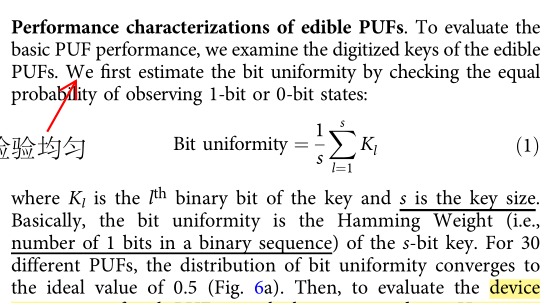 Performance characterizations of edible PUFs. To evaluate the
basic PUF performance, we examine the digitized keys of the edible
PUFs. We first estimate the bit uniformity by checking the equal
probability of observing 1-bit or 0-bit states:
检验均匀
Bit uniformity = \frac{1}{s} \sum_{l=1}^{s} K_l (1)
where K_l is the l^th binary bit of the key and s is the key size.
Basically, the bit uniformity is the Hamming Weight (i.e.,
number of 1 bits in a binary sequence) of the s-bit key. For 30
different PUFs, the distribution of bit uniformity converges to
the ideal value of 0.5 (Fig. 6a). Then, to evaluate the device